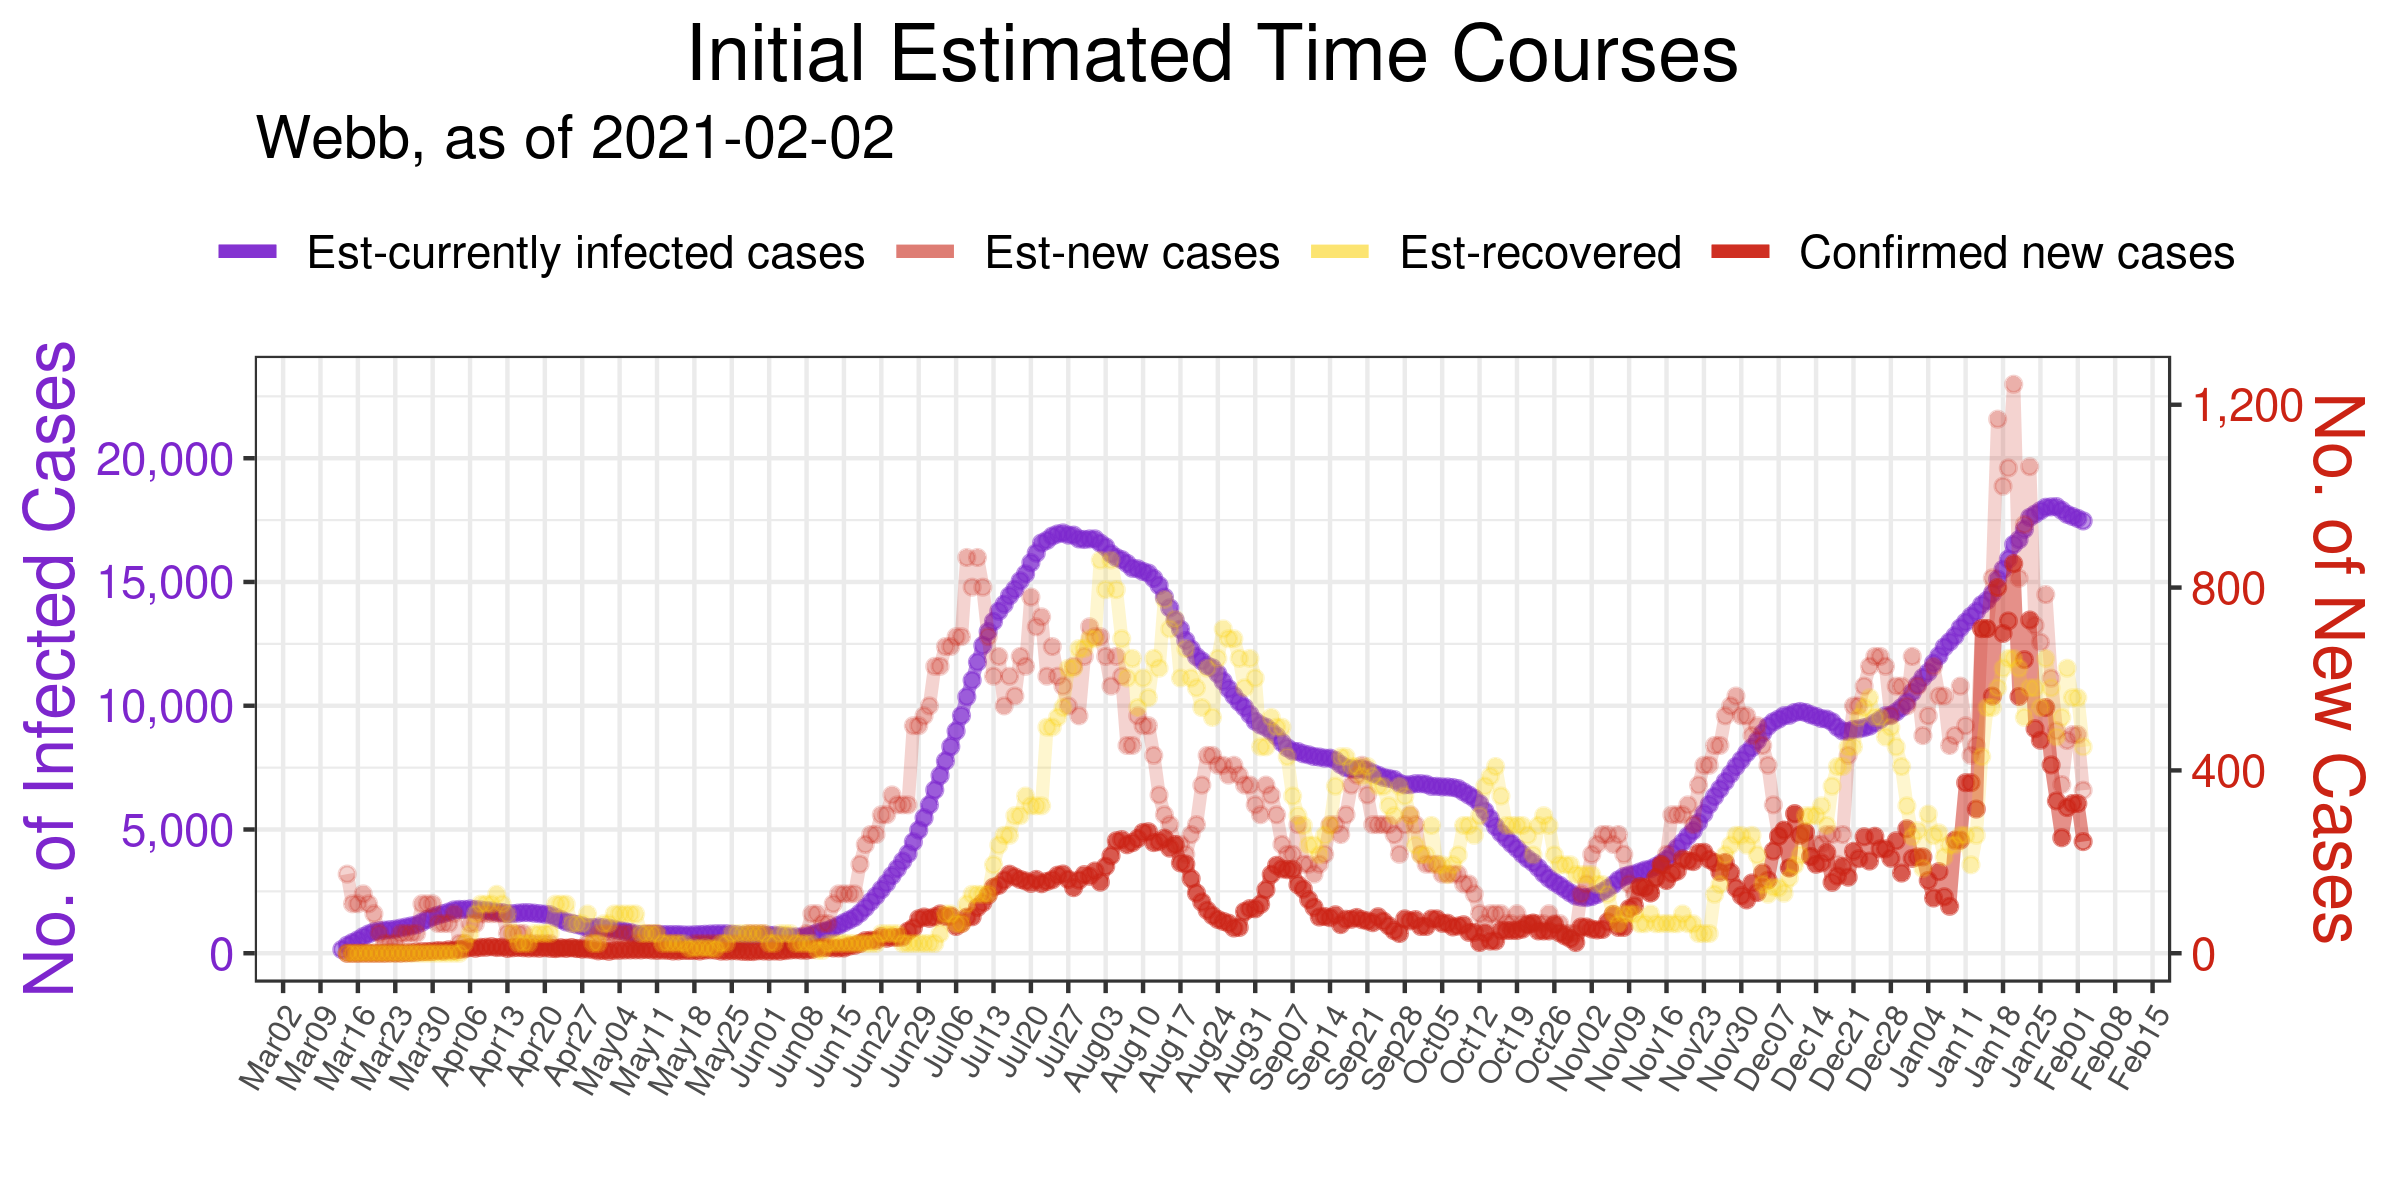 Initial Estimated Time Courses
Webb, as of 2021-02-02
Est-currently infected cases
Est-new cases
Est-recovered
Confirmed new cases
No. of Infected Cases
20,000
15,000
10,000
5,000
0
1,200
800
400
0
No. of New Cases
Mar02
Mar09
Mar16
Mar23
Mar30
Apr06
Apr13
Apr20
Apr27
May04
May11
May18
May25
Jun01
Jun08
Jun15
Jun22
Jun29
Jul06
Jul13
Jul20
Jul27
Aug03
Aug10
Aug17
Aug24
Aug31
Sep07
Sep14
Sep21
Sep28
Oct05
Oct12
Oct19
Oct26
Nov02
Nov09
Nov16
Nov23
Nov30
Dec07
Dec14
Dec21
Dec28
Jan04
Jan11
Jan18
Jan25
Feb01
Feb08
Feb15